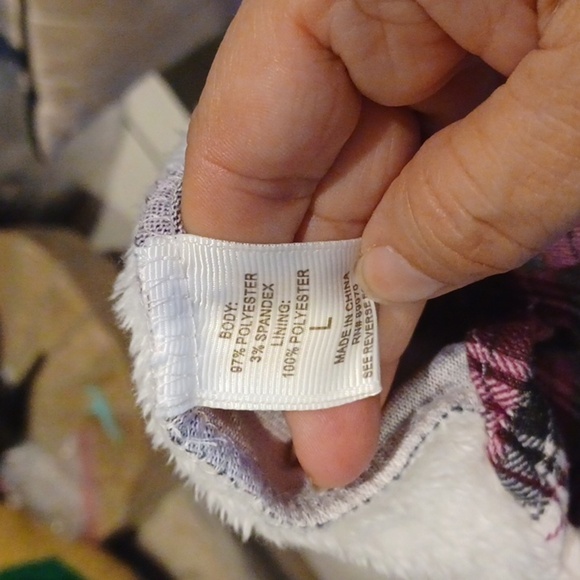 BODY:
97% POLYESTER
3% SPANDEX
LINING:
100% POLYESTER
L
MADE IN CHINA
SEE REVERSE